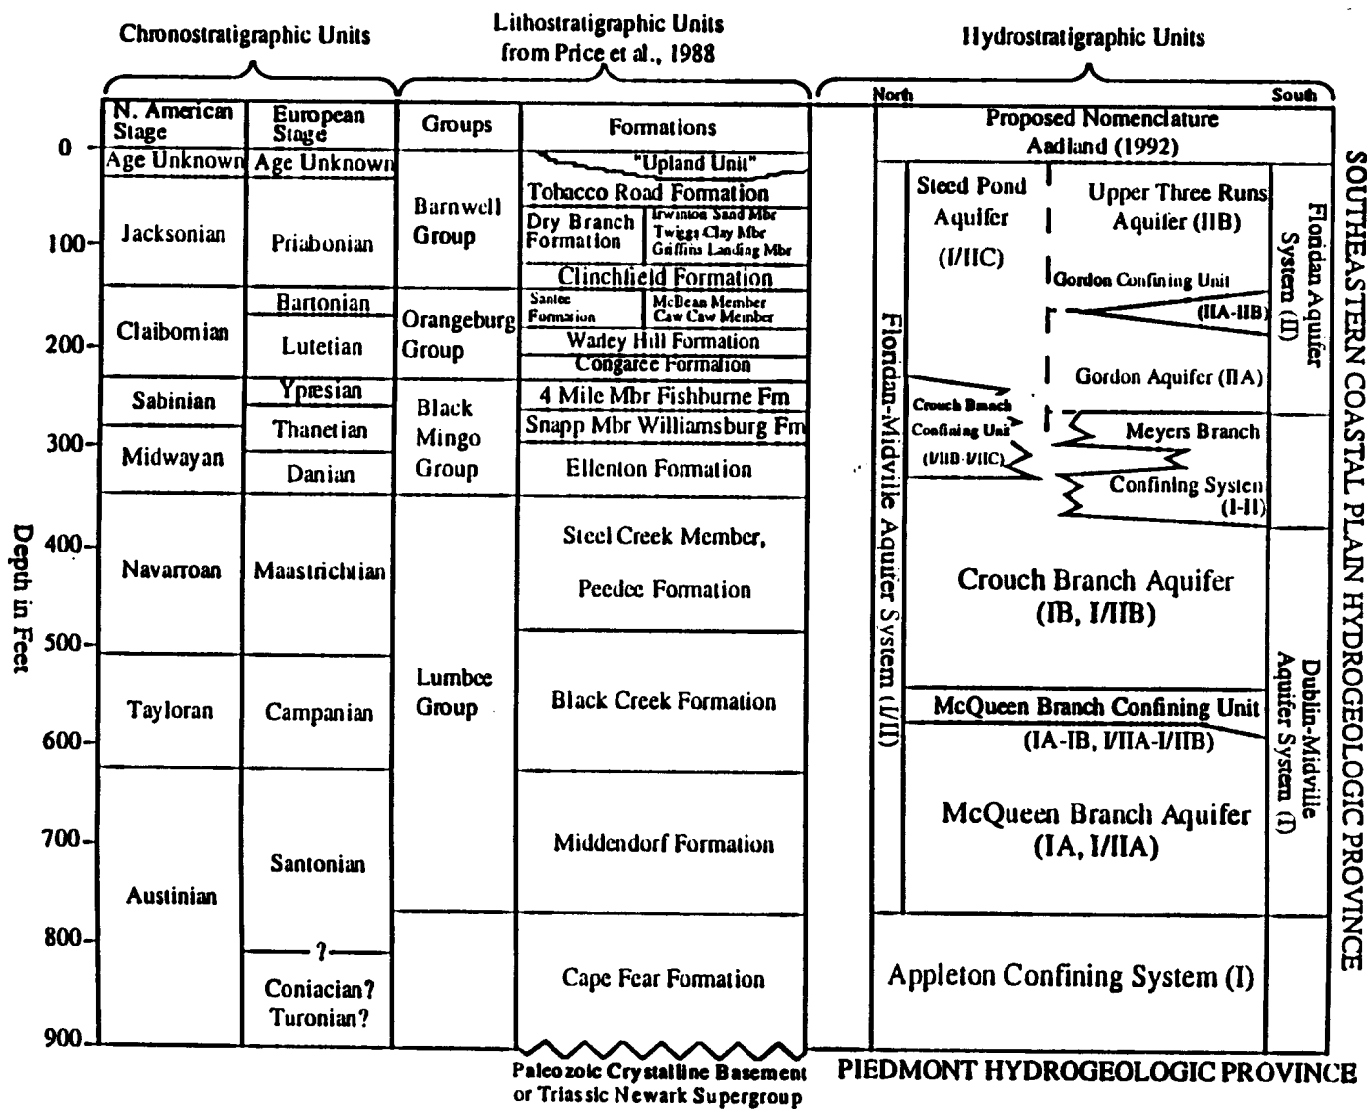 Chronostratigraphic Units
Lithostratigraphic Units
from Price et al., 1988
Hydrostratigraphic Units
North
South
N. American
Stage
European
Stage
Groups
Formations
Proposed Nomenclature
Aadland (1992)
0
100
200
300
400
500
600
700
800
900
Depth in Feet
Age Unknown
Jacksonian
Claibornian
Sabinian
Midwayan
Navarroan
Tayloran
Austinian
Age Unknown
Priabonian
Bartonian
Lutetian
Ypresian
Thanetian
Danian
Maastrichtian
Campanian
Santonian
?
Coniacian?
Turonian?
Barnwell
Group
Orangeburg
Group
Black
Mingo
Group
Lumbee
Group
"Upland Unit"
Tobacco Road Formation
Dry Branch
Formation
Irwinton Sand Mbr
Twiggs Clay Mbr
Griffins Landing Mbr
Clinchfield Formation
Santee
Formation
McBean Member
Caw Caw Member
Warley Hill Formation
Congaree Formation
4 Mile Mbr Fishburne Fm
Snapp Mbr Williamsburg Fm
Ellenton Formation
Steel Creek Member,
Peedee Formation
Black Creek Formation
Middendorf Formation
Cape Fear Formation
Paleozoic Crystalline Basement
or Triassic Newark Supergroup
Floridan-Midville Aquifer System (I/II)
Steed Pond
Aquifer
(I/IIC)
Upper Three Runs
Aquifer (IIB)
Gordon Confining Unit
(IIA-IIB)
Gordon Aquifer (IIA)
Crouch Branch
Confining Unit
(I/IIB-I/IIC)
Meyers Branch
Confining System
(I-II)
Crouch Branch Aquifer
(IB, I/IIB)
McQueen Branch Confining Unit
(IA-IB, I/IIA-I/IIB)
McQueen Branch Aquifer
(IA, I/IIA)
Appleton Confining System (I)
Floridan Aquifer
System (II)
Dublin-Midville
Aquifer System (I)
SOUTHEASTERN COASTAL PLAIN HYDROGEOLOGIC PROVINCE
PIEDMONT HYDROGEOLOGIC PROVINCE